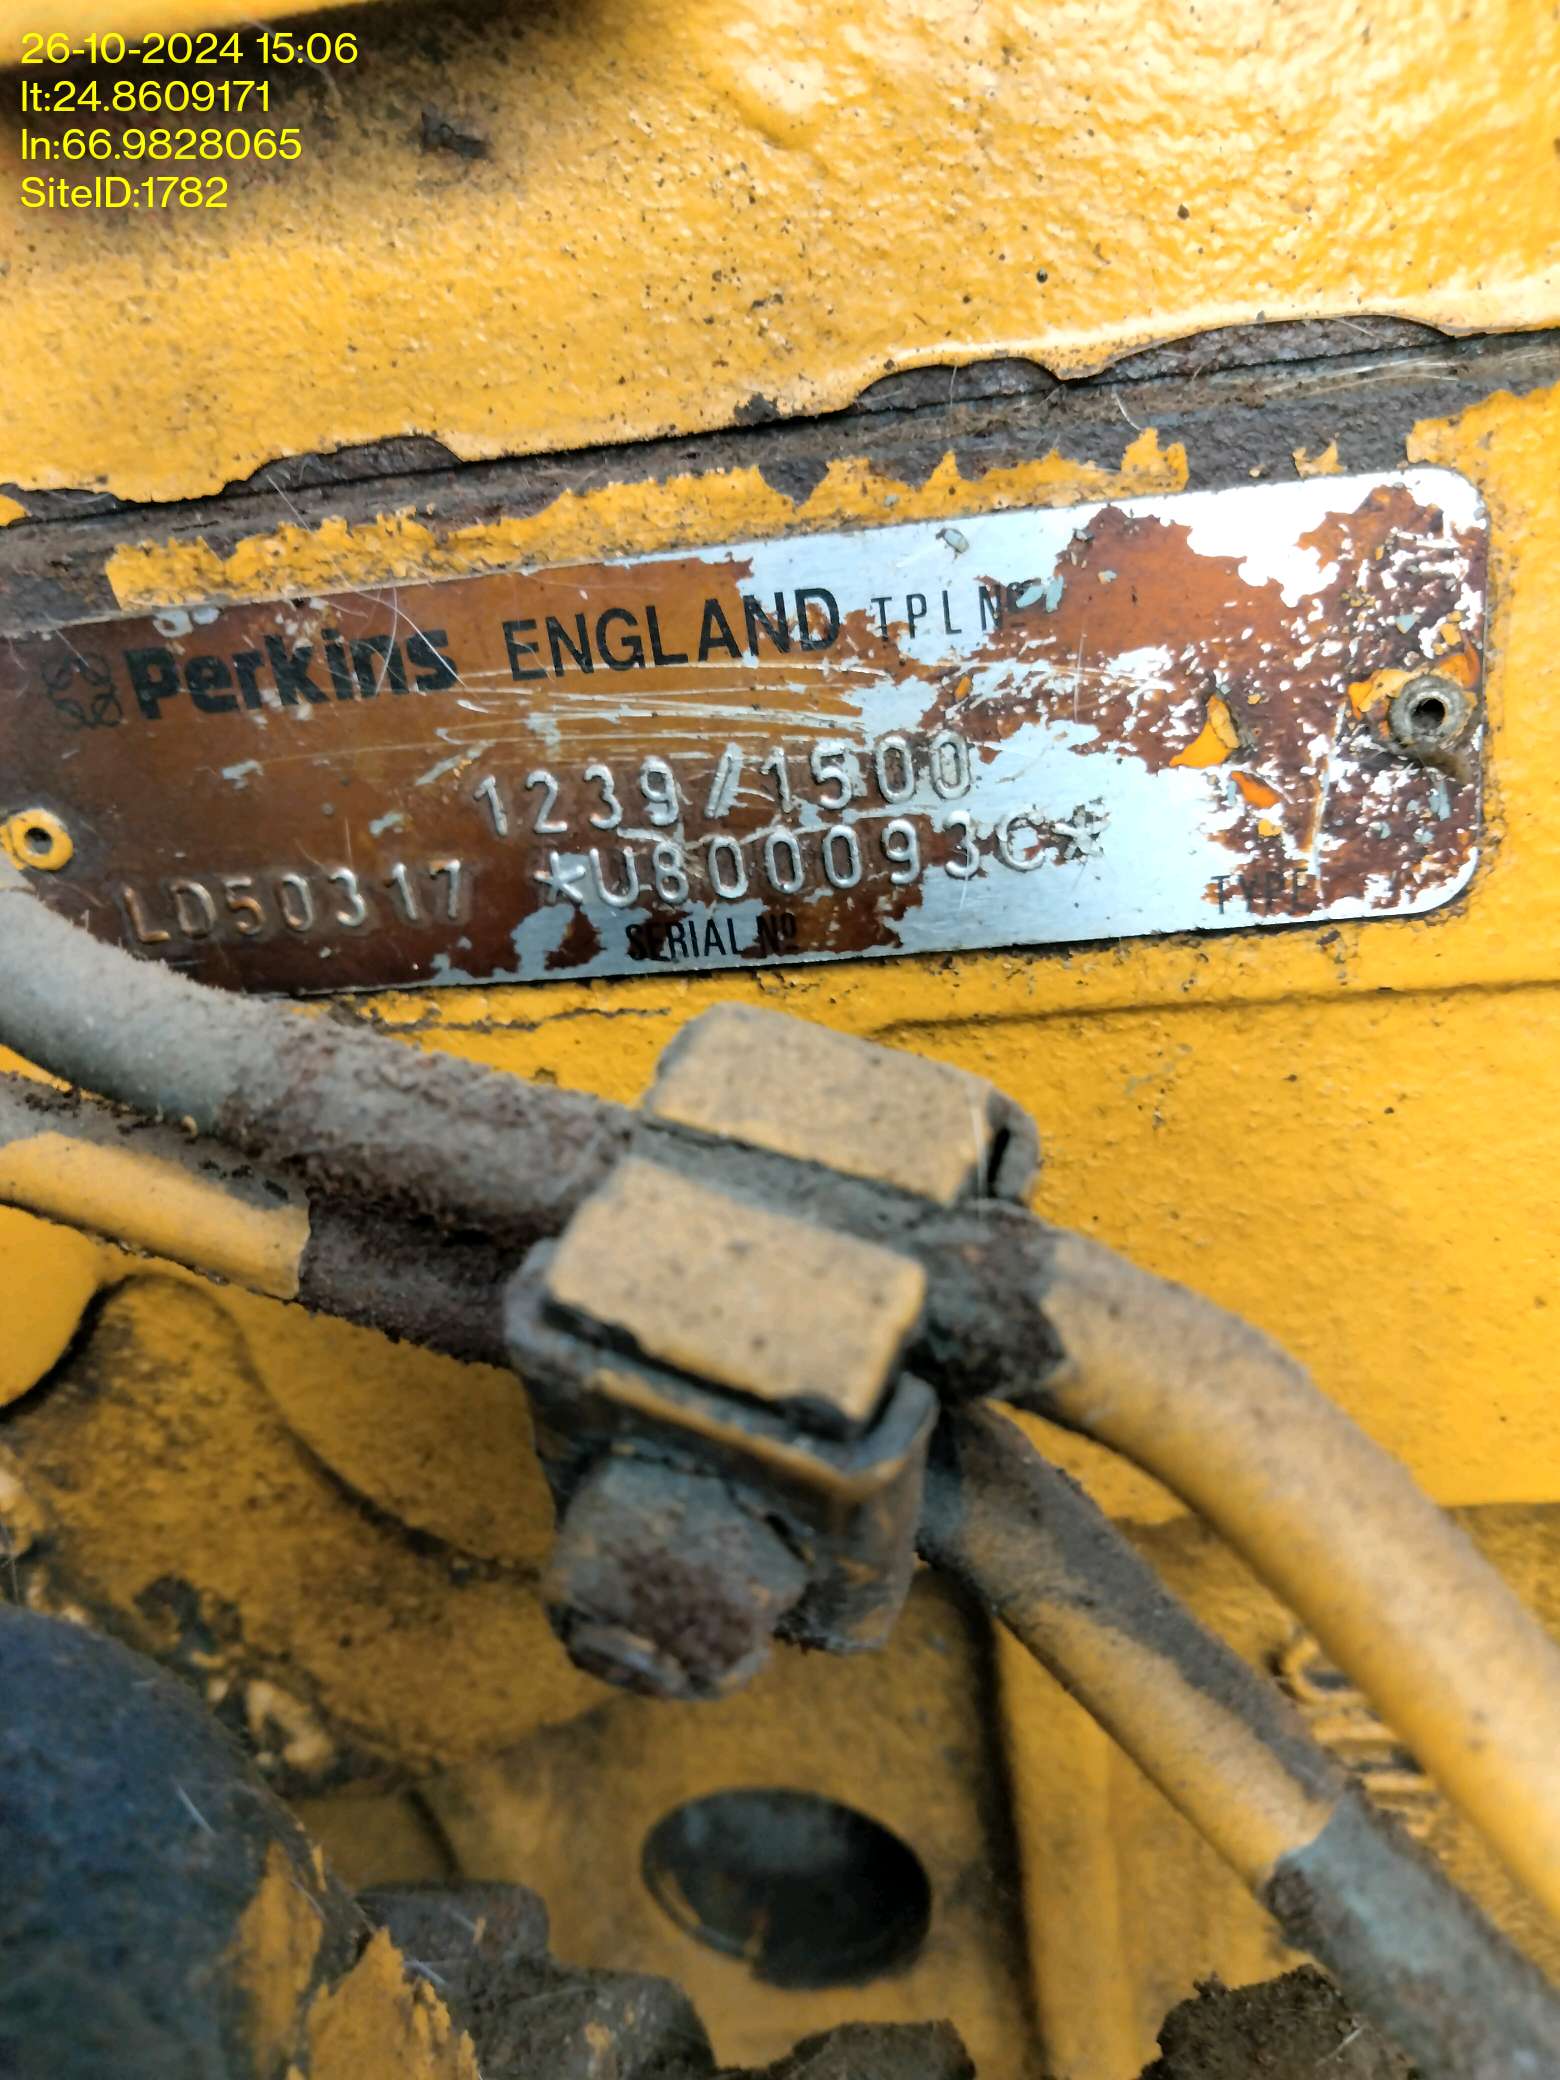 26-10-2024 15:06
lt:24.8609171
ln:66.9828065
SiteID:1782
Perkins ENGLAND TPL Nº
1239/1500
LD50317 *U800093C*
SERIAL Nº TYPE